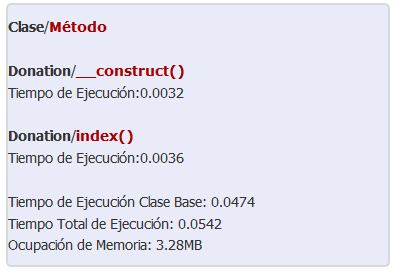 Clase/Método
Donation/__construct()
Tiempo de Ejecución:0.0032
Donation/index()
Tiempo de Ejecución:0.0036
Tiempo de Ejecución Clase Base: 0.0474
Tiempo Total de Ejecución: 0.0542
Ocupación de Memoria: 3.28MB